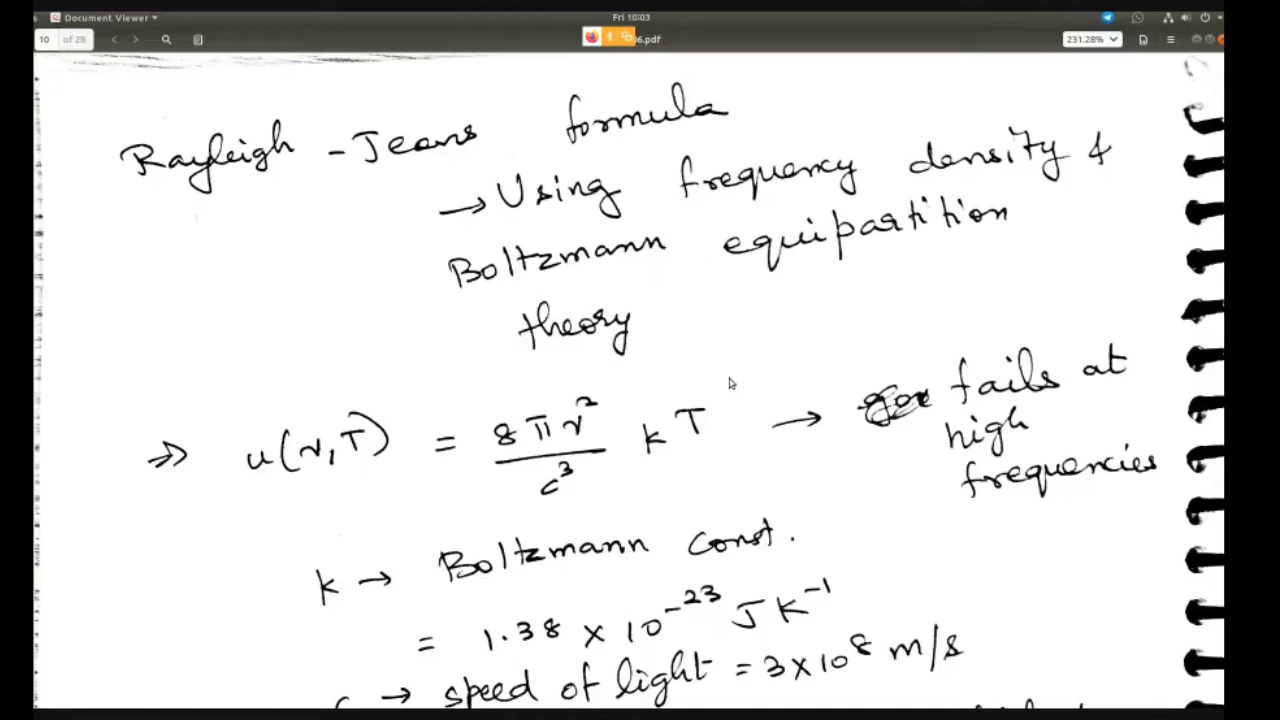 Document Viewer
Fri 10:03
10 of 28
06.pdf
231.28%
Rayleigh - Jeans formula
→ Using frequency density &
Boltzmann equipartition
theory
⇒ u(ν, T) = 8πν² / c³ kT → fails at
high
frequencies
k → Boltzmann const.
= 1.38 × 10⁻²³ J K⁻¹
→ speed of light = 3 × 10⁸ m/s